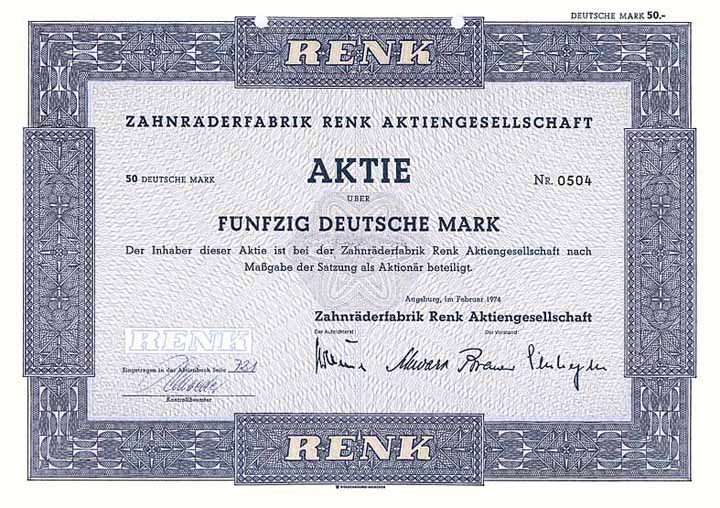 DEUTSCHE MARK 50.-
RENK
ZAHNRÄDERFABRIK RENK AKTIENGESELLSCHAFT
50 DEUTSCHE MARK
AKTIE
NR. 0504
ÜBER
FÜNFZIG DEUTSCHE MARK
Der Inhaber dieser Aktie ist bei der Zahnräderfabrik Renk Aktiengesellschaft nach
Maßgabe der Satzung als Aktionär beteiligt.
Augsburg, im Februar 1974
Zahnräderfabrik Renk Aktiengesellschaft
Der Aufsichtsrat
Der Vorstand
RENK
Eingetragen in der Aktienbuch Seite 781
Kontrollbeamter
RENK